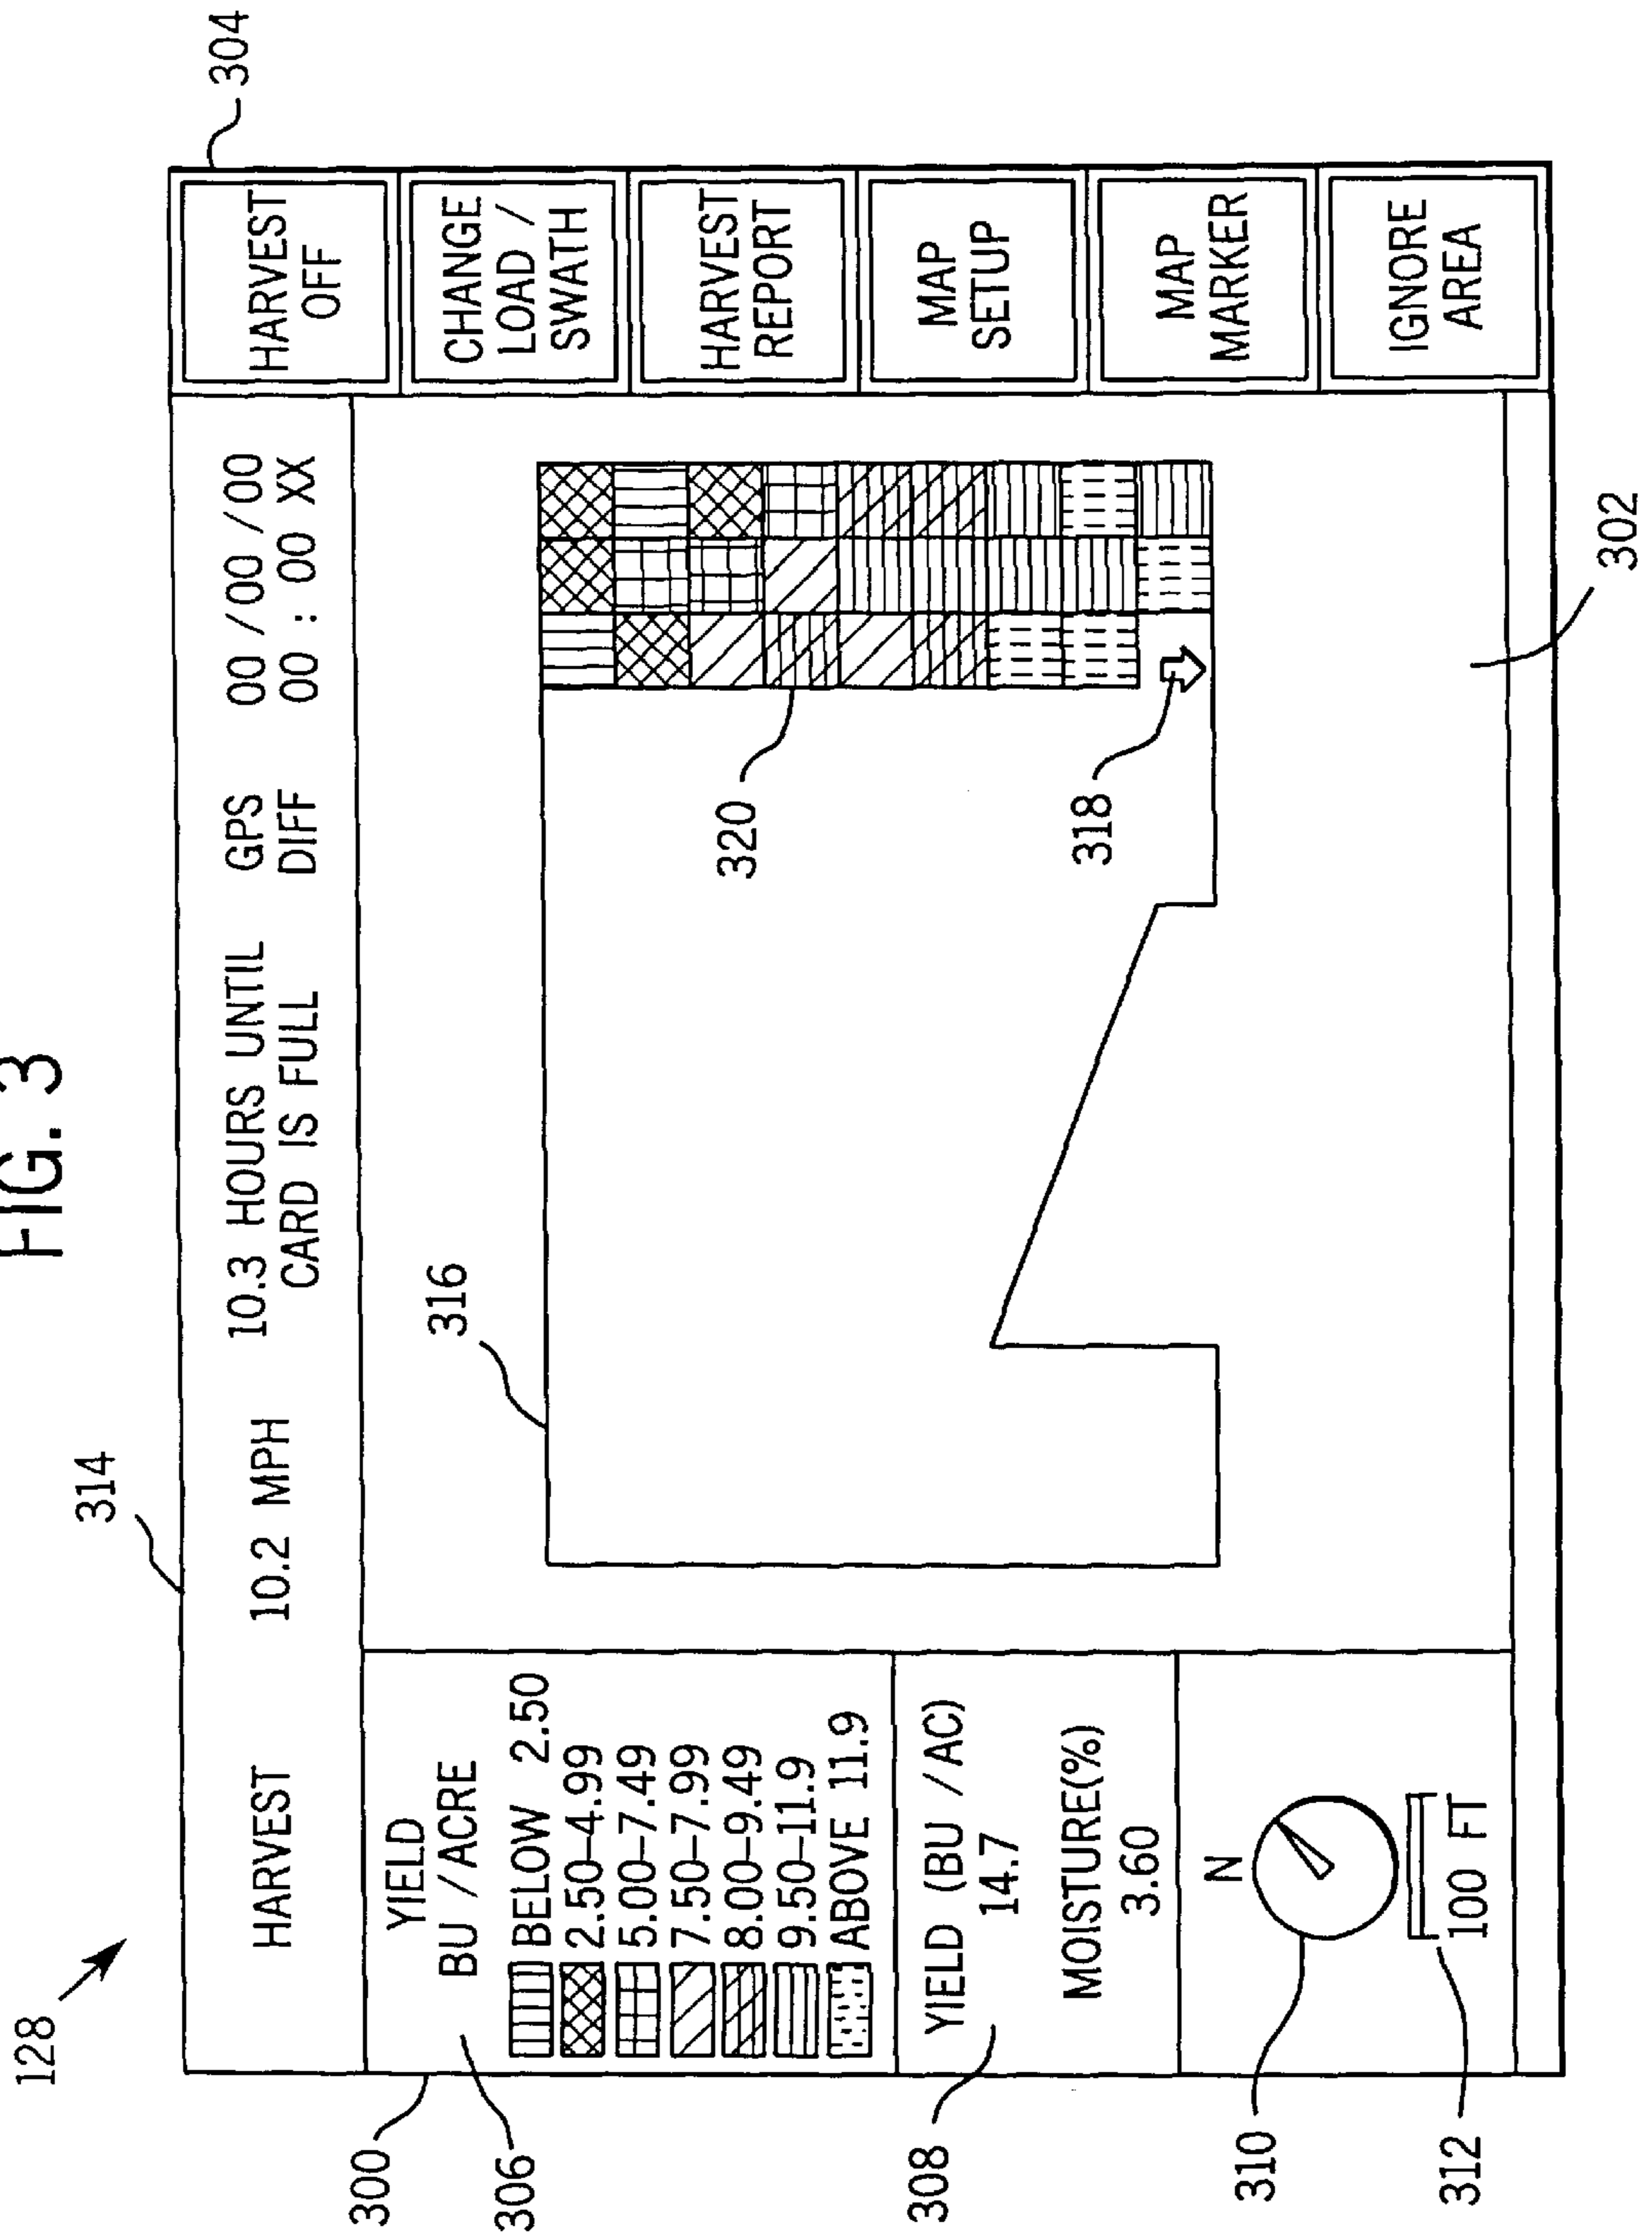 FIG. 3
128
314
304
HARVEST 10.2 MPH 10.3 HOURS UNTIL GPS 00 /00 /00
CARD IS FULL DIFF 00 : 00 XX
300
306
YIELD
BU /ACRE
BELOW 2.50
2.50–4.99
5.00–7.49
7.50–7.99
8.00–9.49
9.50–11.9
ABOVE 11.9
308
YIELD (BU /AC)
14.7
MOISTURE(%)
3.60
310
N
312
100 FT
316
320
318
302
HARVEST
OFF
CHANGE
LOAD /
SWATH
HARVEST
REPORT
MAP
SETUP
MAP
MARKER
IGNORE
AREA